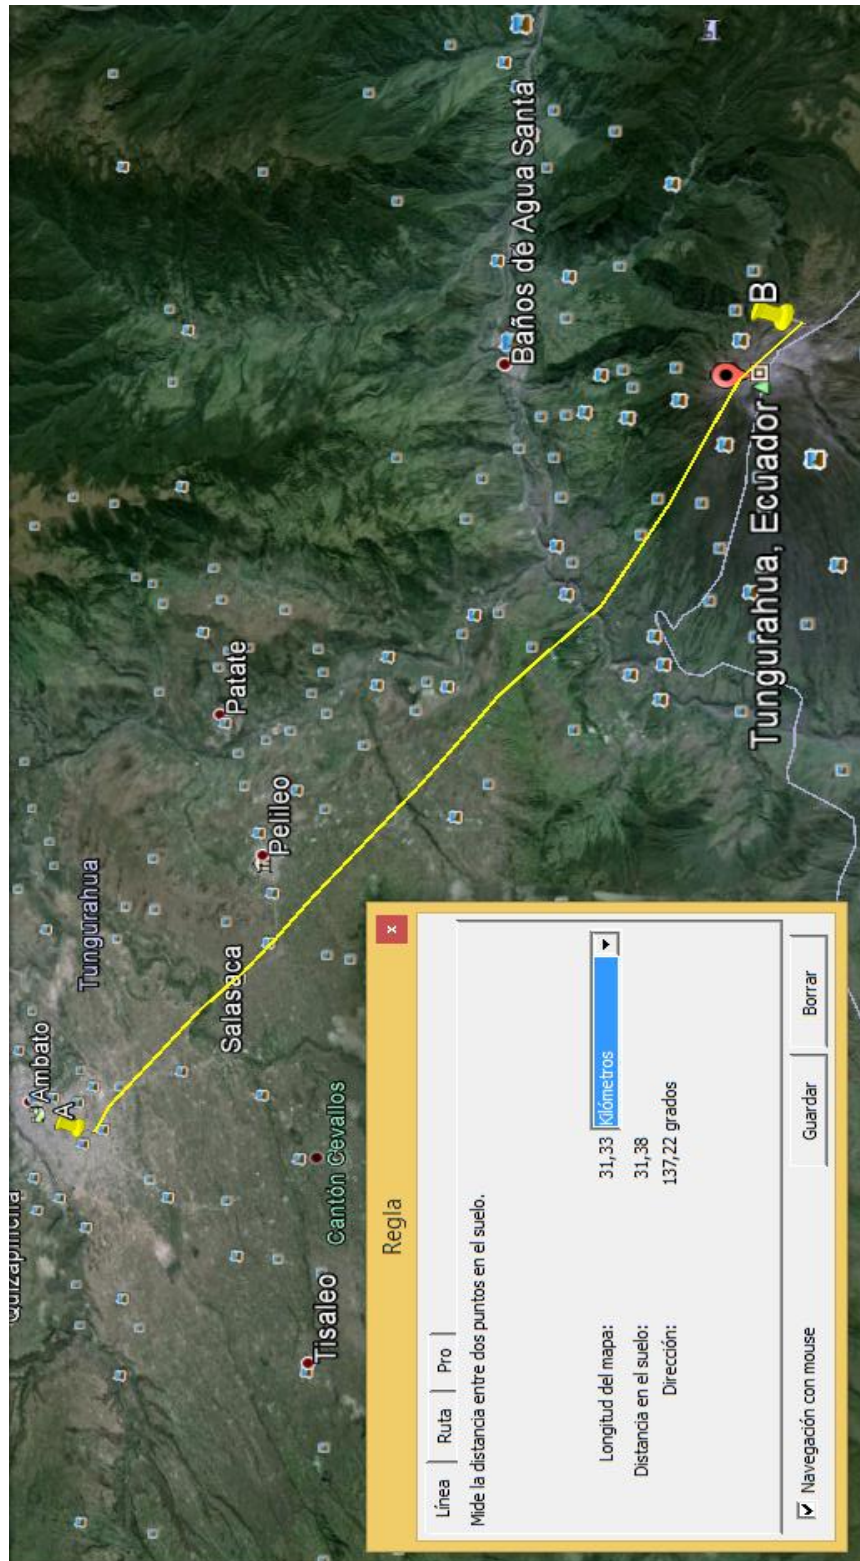 Quizapincha
Ambato
A
Tungurahua
Salasaca
Pelileo
Patate
Cantón Cevallos
Tisaleo
Baños de Agua Santa
Tungurahua, Ecuador
B
Regla
x
Línea Ruta Pro
Mide la distancia entre dos puntos en el suelo.
Longitud del mapa: 31,33 Kilómetros
Distancia en el suelo: 31,38
Dirección: 137,22 grados
Navegación con mouse Guardar Borrar